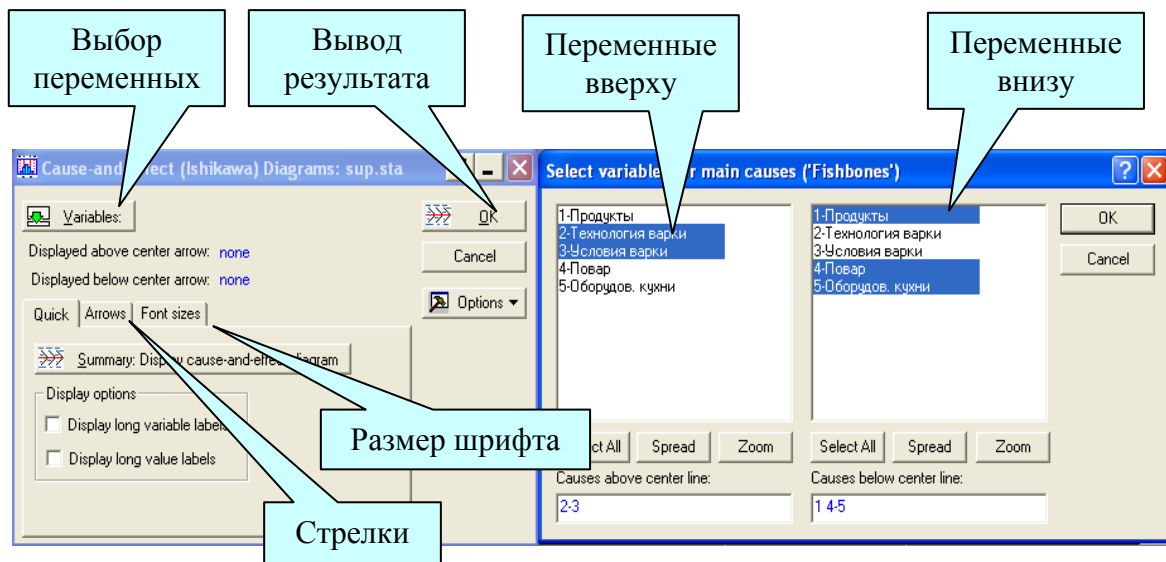 Выбор
переменных
Вывод
результата
Переменные
вверху
Переменные
внизу
Cause-and ect (Ishikawa) Diagrams: sup.sta
Variables:
OK
Displayed above center arrow: none
Cancel
Displayed below center arrow: none
Options
Quick Arrows Font sizes
Summary: Display cause-and-effe diagram
Display options
Display long variable labels
Display long value labels
Размер шрифта
Стрелки
Select variable r main causes ('Fishbones')
1-Продукты
2-Технология варки
3-Условия варки
4-Повар
5-Оборудов. кухни
1-Продукты
2-Технология варки
3-Условия варки
4-Повар
5-Оборудов. кухни
OK
Cancel
ct All Spread Zoom
Select All Spread Zoom
Causes above center line:
Causes below center line:
2-3
1 4-5